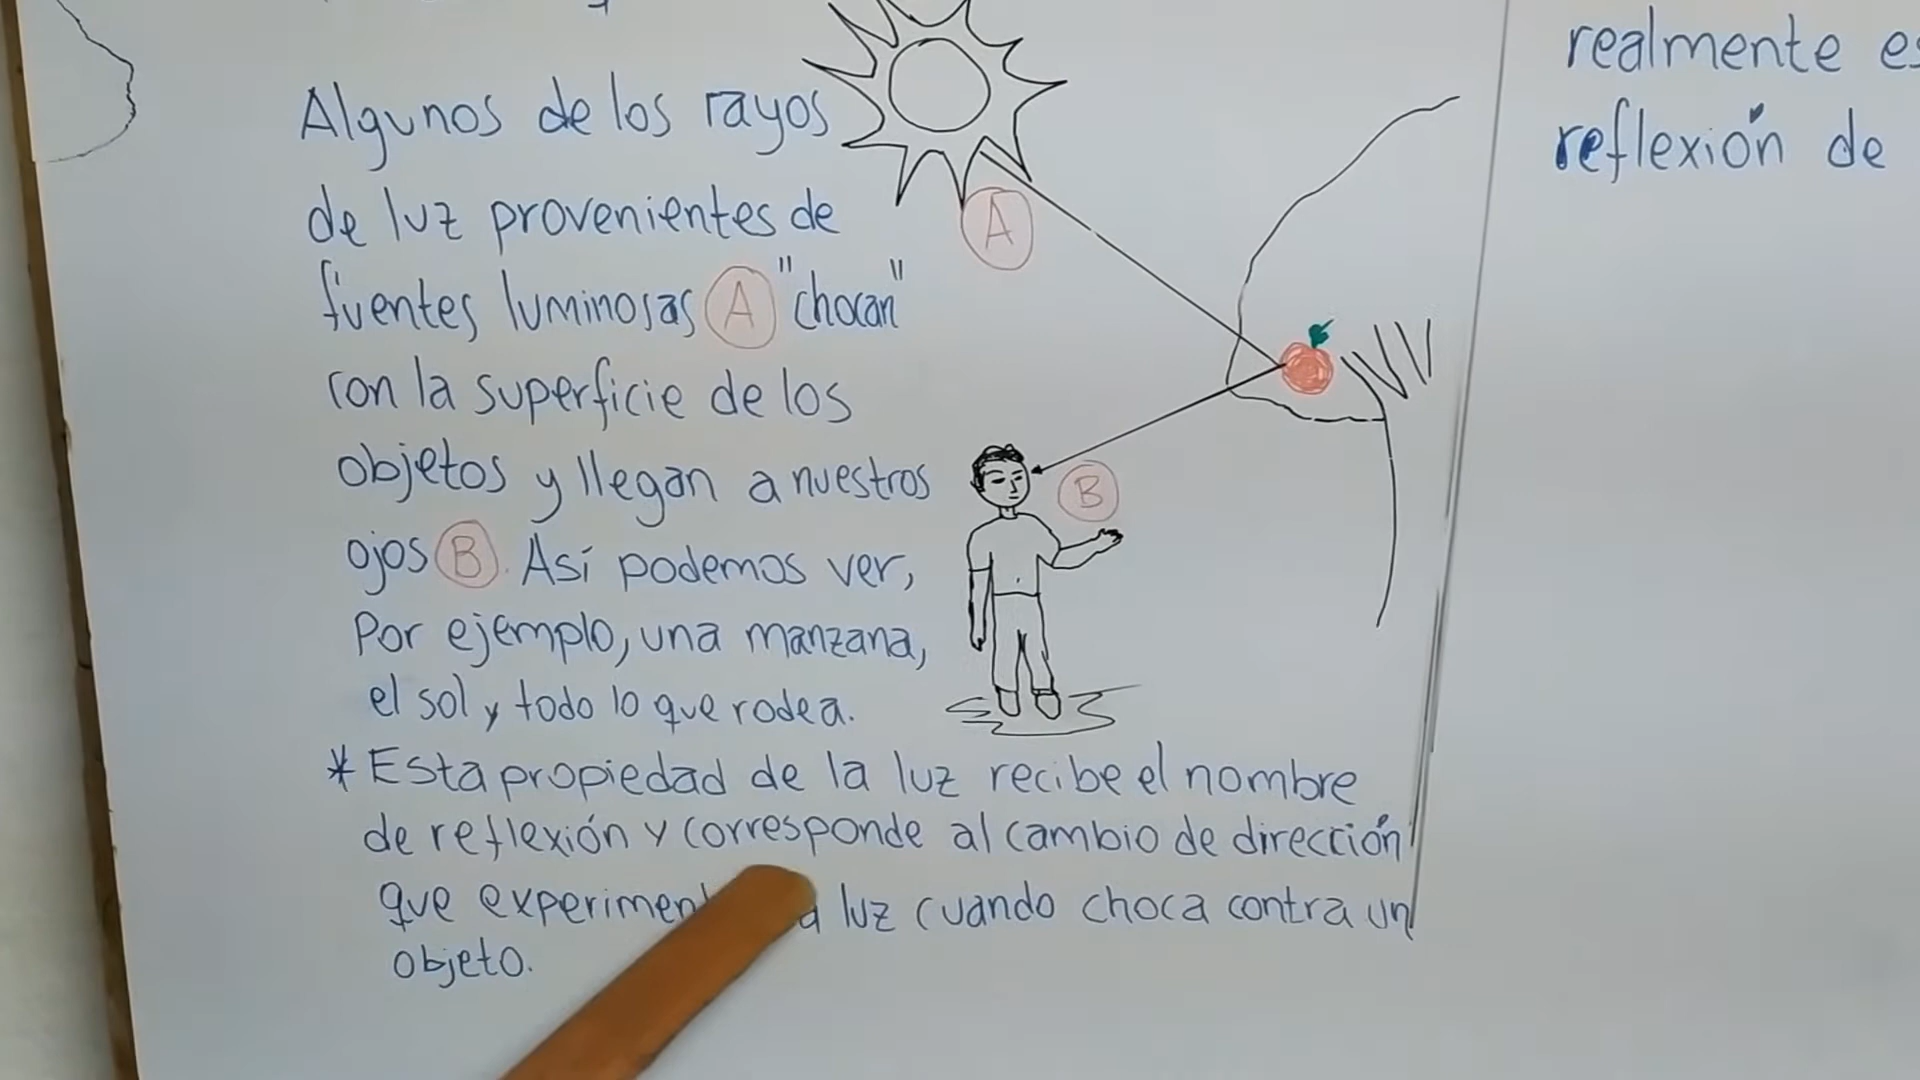 Algunos de los rayos
de luz provenientes de
fuentes luminosas A "chocan"
con la superficie de los
objetos y llegan a nuestros
ojos B. Así podemos ver,
Por ejemplo, una manzana,
el sol y todo lo que rodea.
* Esta propiedad de la luz recibe el nombre
de reflexión y corresponde al cambio de dirección
que luz cuando choca contra un
objeto.
A
B
realmente
reflexión de